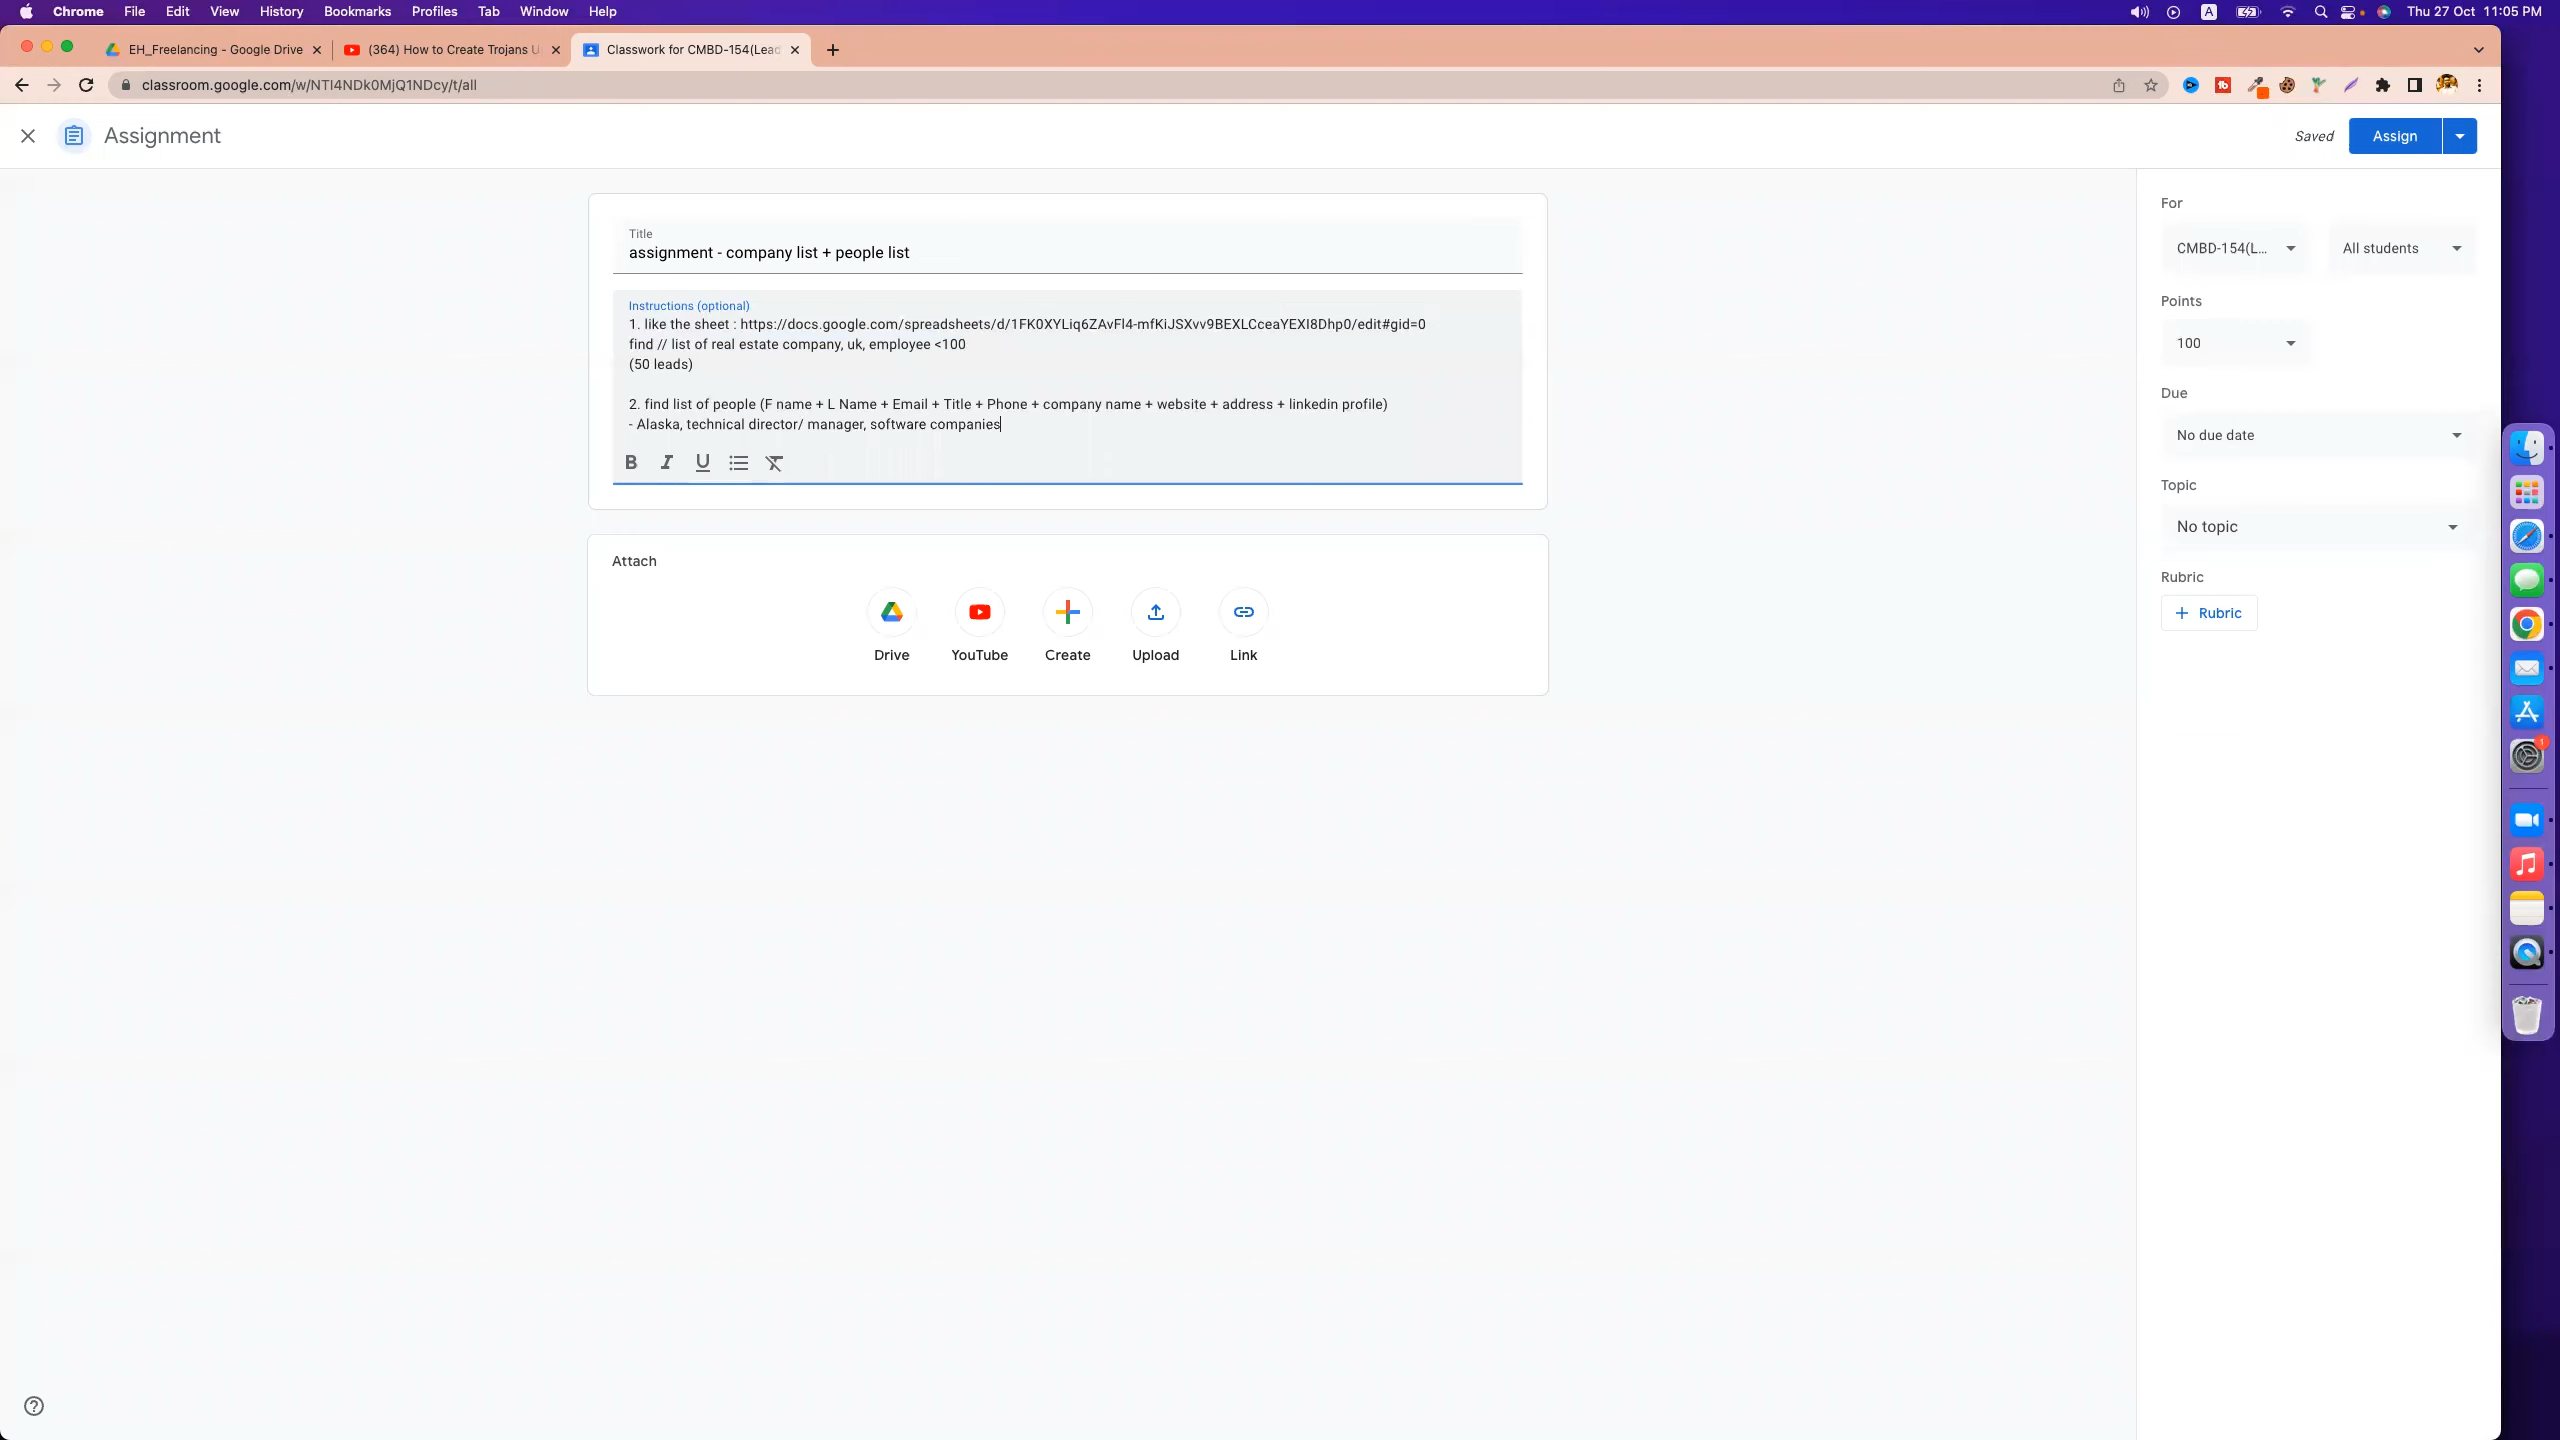 Chrome File Edit View History Bookmarks Profiles Tab Window Help
A
Thu 27 Oct 11:05 PM
EH_Freelancing - Google Drive
(364) How to Create Trojans U
Classwork for CMBD-154(Lead
classroom.google.com/w/NTI4NDk0MjQ1NDcy/t/all
Assignment
Saved
Assign
Title
assignment - company list + people list
Instructions (optional)
1. like the sheet : https://docs.google.com/spreadsheets/d/1FK0XYLiq6ZAvFl4-mfKiJSXvv9BEXLCceaYEXI8Dhp0/edit#gid=0
find // list of real estate company, uk, employee <100
(50 leads)
2. find list of people (F name + L Name + Email + Title + Phone + company name + website + address + linkedin profile)
- Alaska, technical director/ manager, software companies
B I U
Attach
Drive
YouTube
Create
Upload
Link
For
CMBD-154(L...
All students
Points
100
Due
No due date
Topic
No topic
Rubric
+ Rubric
1